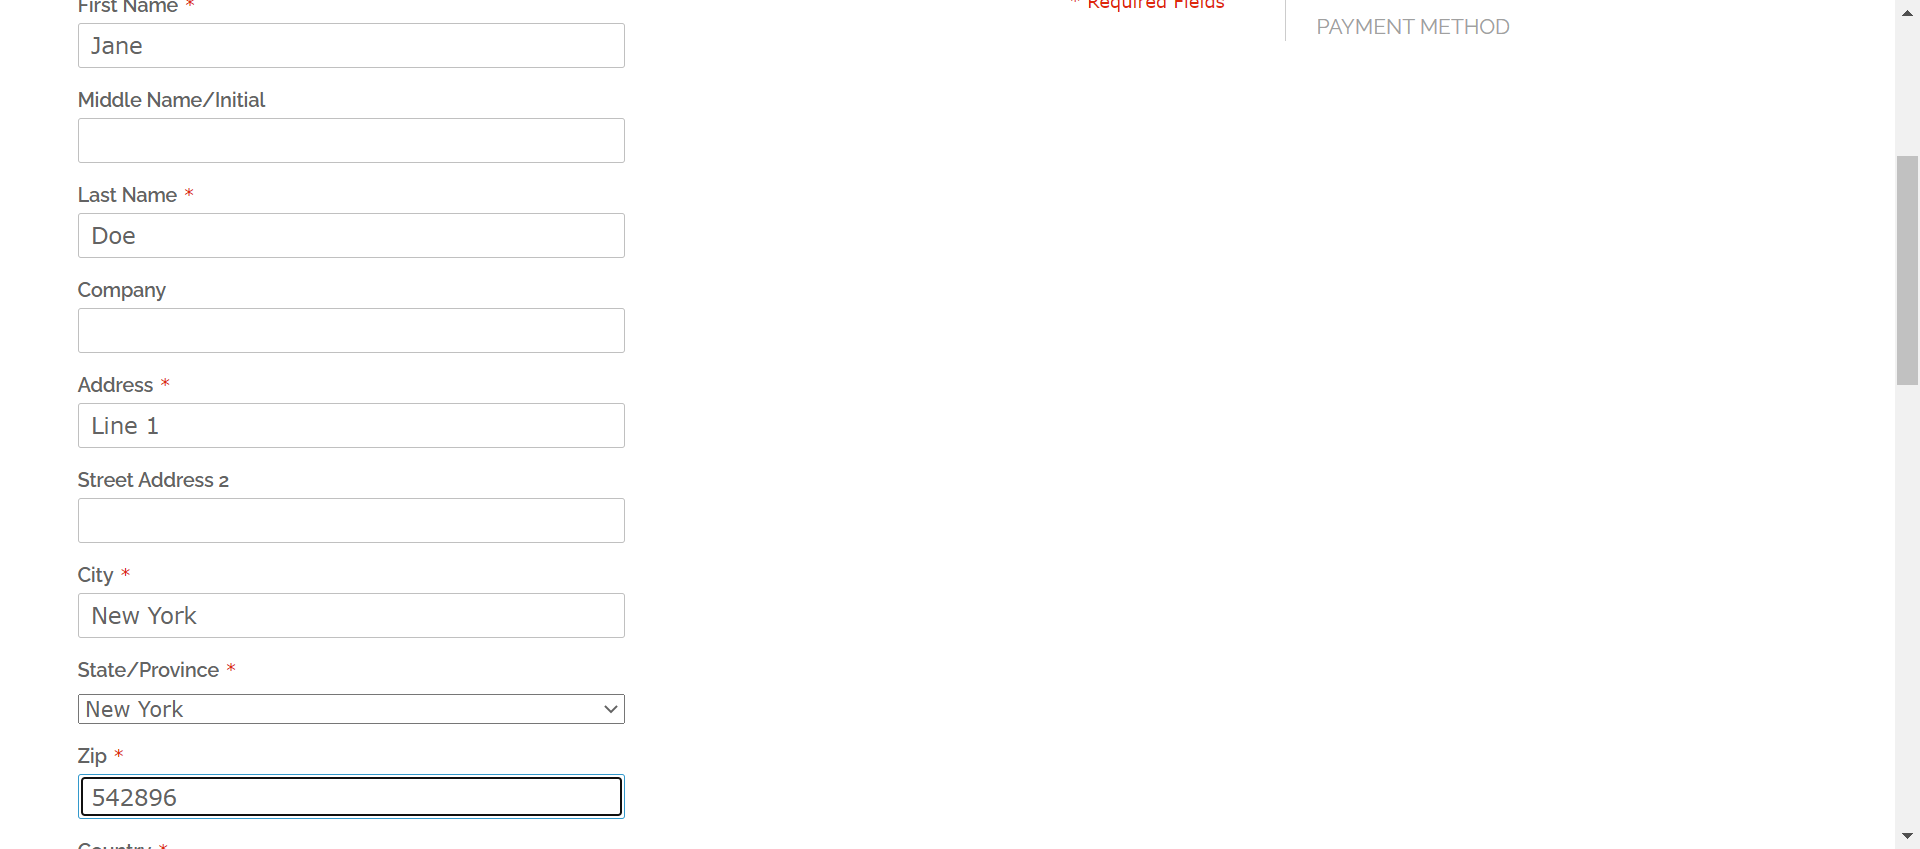 First Name *
* Required Fields
PAYMENT METHOD
Jane
Middle Name/Initial
Last Name *
Doe
Company
Address *
Line 1
Street Address 2
City *
New York
State/Province *
New York
Zip *
542896
Country *